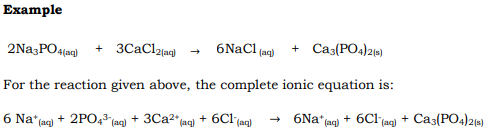 Example
2Na₃PO₄₍aq₎ + 3CaCl₂₍aq₎ → 6NaCl ₍aq₎ + Ca₃(PO₄)₂₍s₎
For the reaction given above, the complete ionic equation is:
6 Na⁺₍aq₎ + 2PO₄³⁻₍aq₎ + 3Ca²⁺₍aq₎ + 6Cl⁻₍aq₎ → 6Na⁺₍aq₎ + 6Cl⁻₍aq₎ + Ca₃(PO₄)₂₍s₎